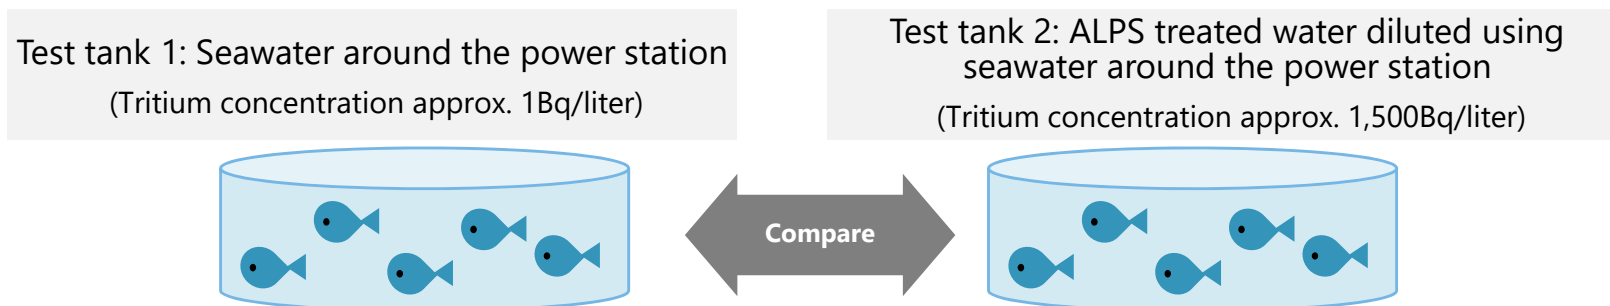 Test tank 1: Seawater around the power station
(Tritium concentration approx. 1Bq/liter)
Test tank 2: ALPS treated water diluted using
seawater around the power station
(Tritium concentration approx. 1,500Bq/liter)
Compare